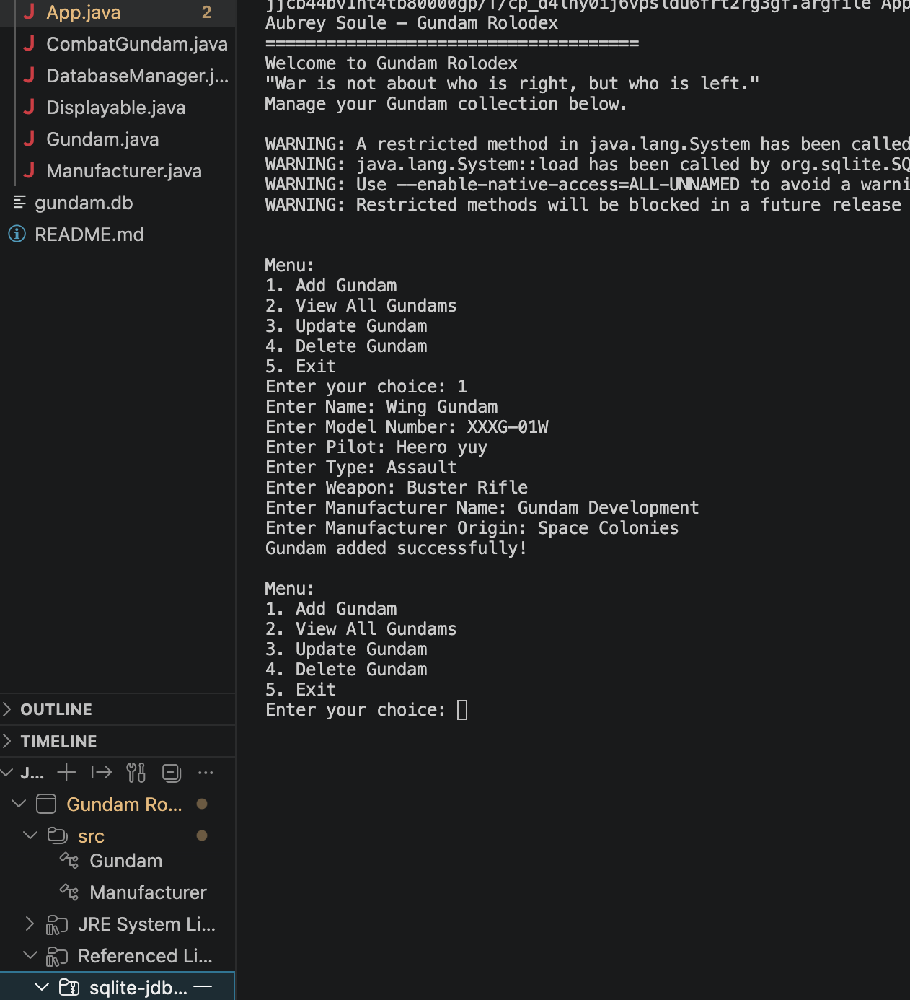 App.java 2
CombatGundam.java
DatabaseManager.j...
Displayable.java
Gundam.java
Manufacturer.java
gundam.db
README.md
OUTLINE
TIMELINE
J...
Gundam Ro...
src
Gundam
Manufacturer
JRE System Li...
Referenced Li...
sqlite-jdb...
Aubrey Soule – Gundam Rolodex
=====================================
Welcome to Gundam Rolodex
"War is not about who is right, but who is left."
Manage your Gundam collection below.
WARNING: A restricted method in java.lang.System has been called
WARNING: java.lang.System::load has been called by org.sqlite.SQ
WARNING: Use --enable-native-access=ALL-UNNAMED to avoid a warni
WARNING: Restricted methods will be blocked in a future release
Menu:
1. Add Gundam
2. View All Gundams
3. Update Gundam
4. Delete Gundam
5. Exit
Enter your choice: 1
Enter Name: Wing Gundam
Enter Model Number: XXXG-01W
Enter Pilot: Heero yuy
Enter Type: Assault
Enter Weapon: Buster Rifle
Enter Manufacturer Name: Gundam Development
Enter Manufacturer Origin: Space Colonies
Gundam added successfully!
Menu:
1. Add Gundam
2. View All Gundams
3. Update Gundam
4. Delete Gundam
5. Exit
Enter your choice: